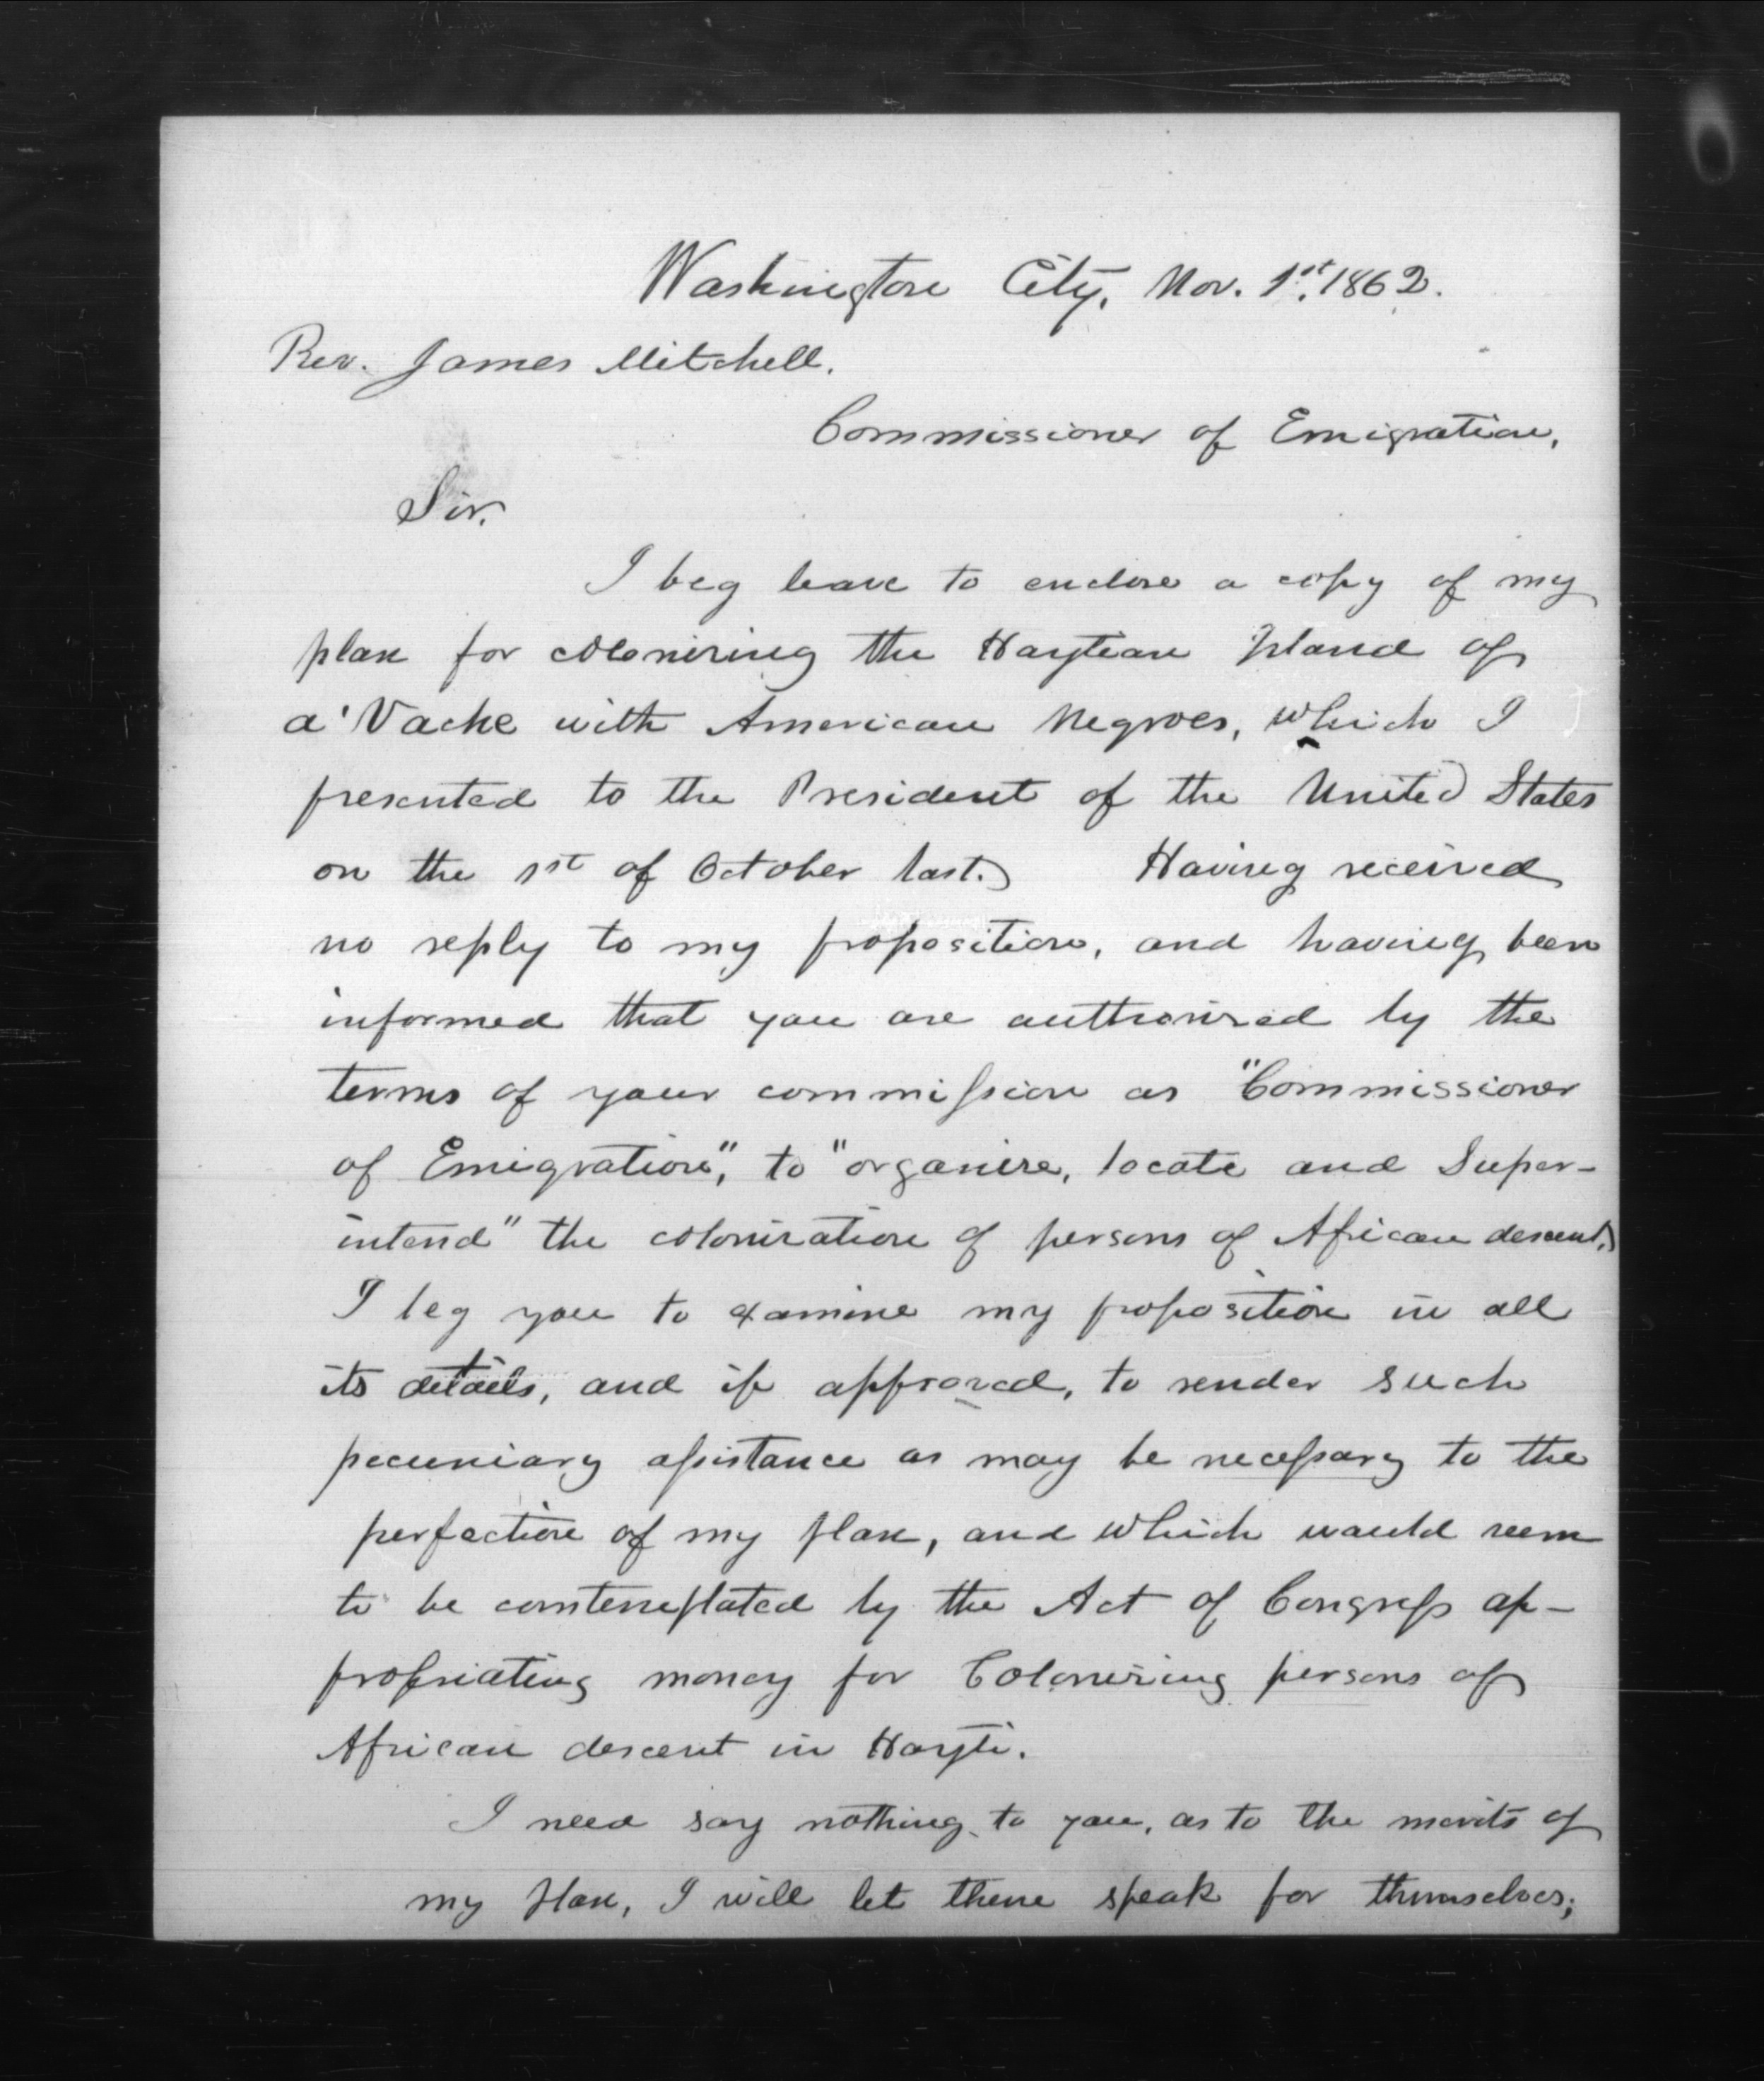 Washington City, Nov. 1st, 1862.
Rev. James Mitchell.
Commissioner of Emigration,
Sir.
I beg leave to enclose a copy of my
plan for colonizing the Haytian Island of
a' Vache with American Negroes, which I
presented to the President of the United States
on the 1st of October last. Having received
no reply to my proposition, and having been
informed that you are authorized by the
terms of your commission as "Commissioner
of Emigration", to "organize, locate and Super-
intend" the colonization of persons of African descent,
I beg you to examine my proposition in all
its details, and if approved, to render such
pecuniary assistance as may be necessary to the
perfection of my plan, and which would seem
to be contemplated by the Act of Congress ap-
propriating money for Colonizing persons of
African descent in Hayti.
I need say nothing to you, as to the merits of
my plan, I will let them speak for themselves;